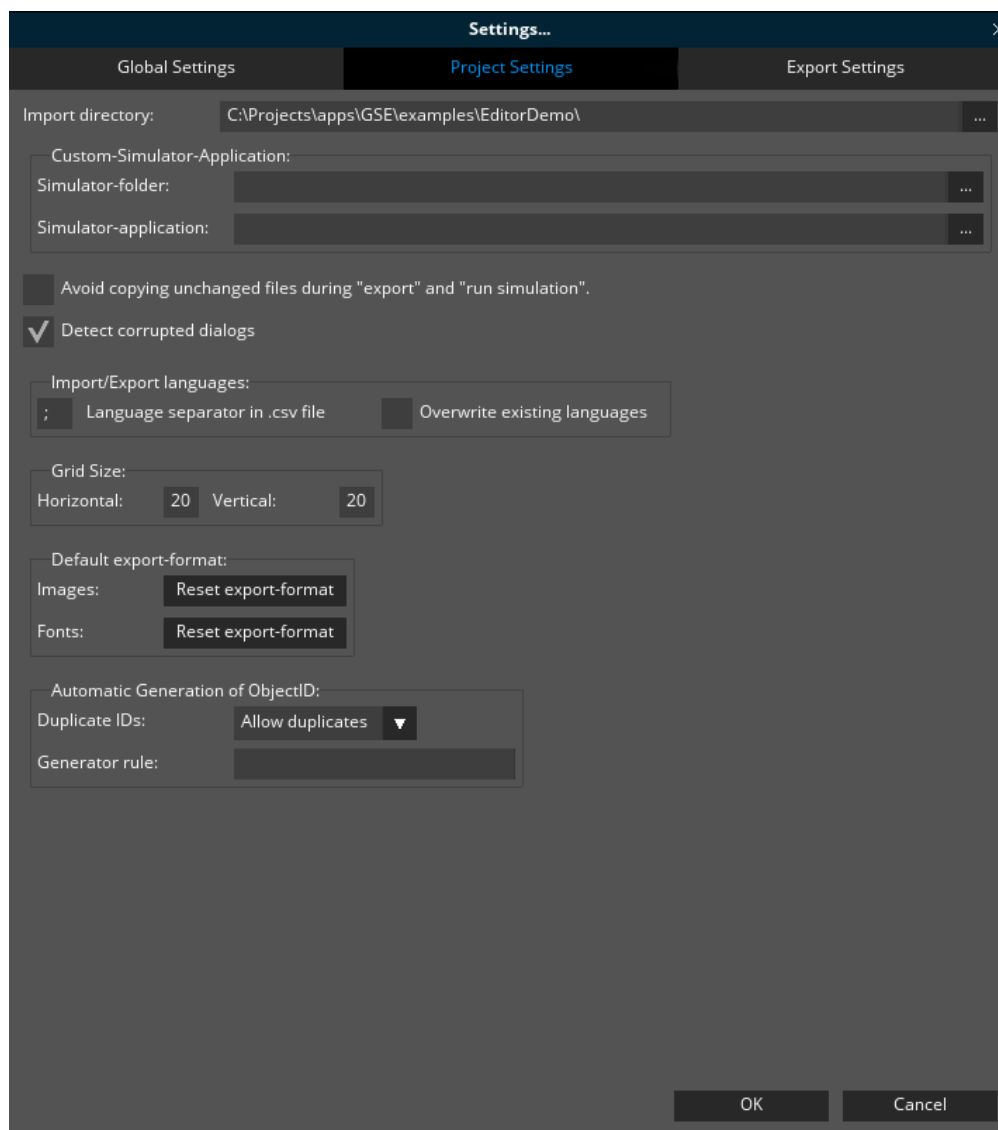 Settings...
Global Settings Project Settings Export Settings
Import directory: C:\Projects\apps\GSE\examples\EditorDemo\ ...
Custom-Simulator-Application:
Simulator-folder: ...
Simulator-application: ...
Avoid copying unchanged files during "export" and "run simulation".
Detect corrupted dialogs
Import/Export languages:
; Language separator in .csv file Overwrite existing languages
Grid Size:
Horizontal: 20 Vertical: 20
Default export-format:
Images: Reset export-format
Fonts: Reset export-format
Automatic Generation of ObjectID:
Duplicate IDs: Allow duplicates
Generator rule:
OK Cancel